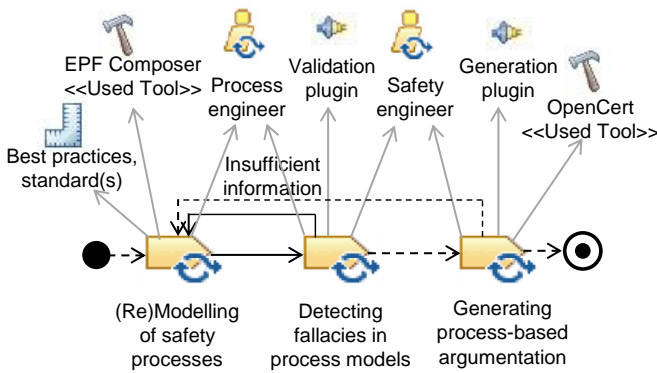 EPF Composer
<<Used Tool>>
Process
engineer
Validation
plugin
Safety
engineer
Generation
plugin
OpenCert
<<Used Tool>>
Best practices,
standard(s)
Insufficient
information
(Re)Modelling
of safety
processes
Detecting
fallacies in
process models
Generating
process-based
argumentation